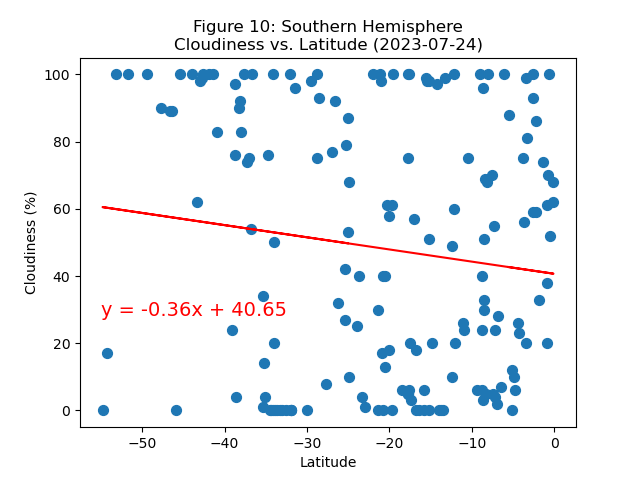 Figure 10: Southern Hemisphere
Cloudiness vs. Latitude (2023-07-24)
100
80
60
40
20
0
Cloudiness (%)
y = -0.36x + 40.65
−50
−40
−30
−20
−10
0
Latitude